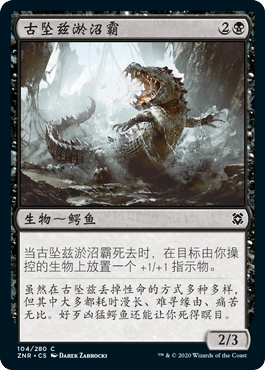 古坠兹淤沼霸 2
生物～鳄鱼
当古坠兹淤沼霸死去时，在目标由你操
控的生物上放置一个 +1/+1 指示物。
虽然在古坠兹丢掉性命的方式多种多样，
但其中大多都耗时漫长、难寻缘由、痛苦
无比。好歹凶猛鳄鱼还能让你死得瞑目。
2/3
104/280 C
ZNR • CS DAREK ZABROCKI
™ & © 2020 Wizards of the Coast